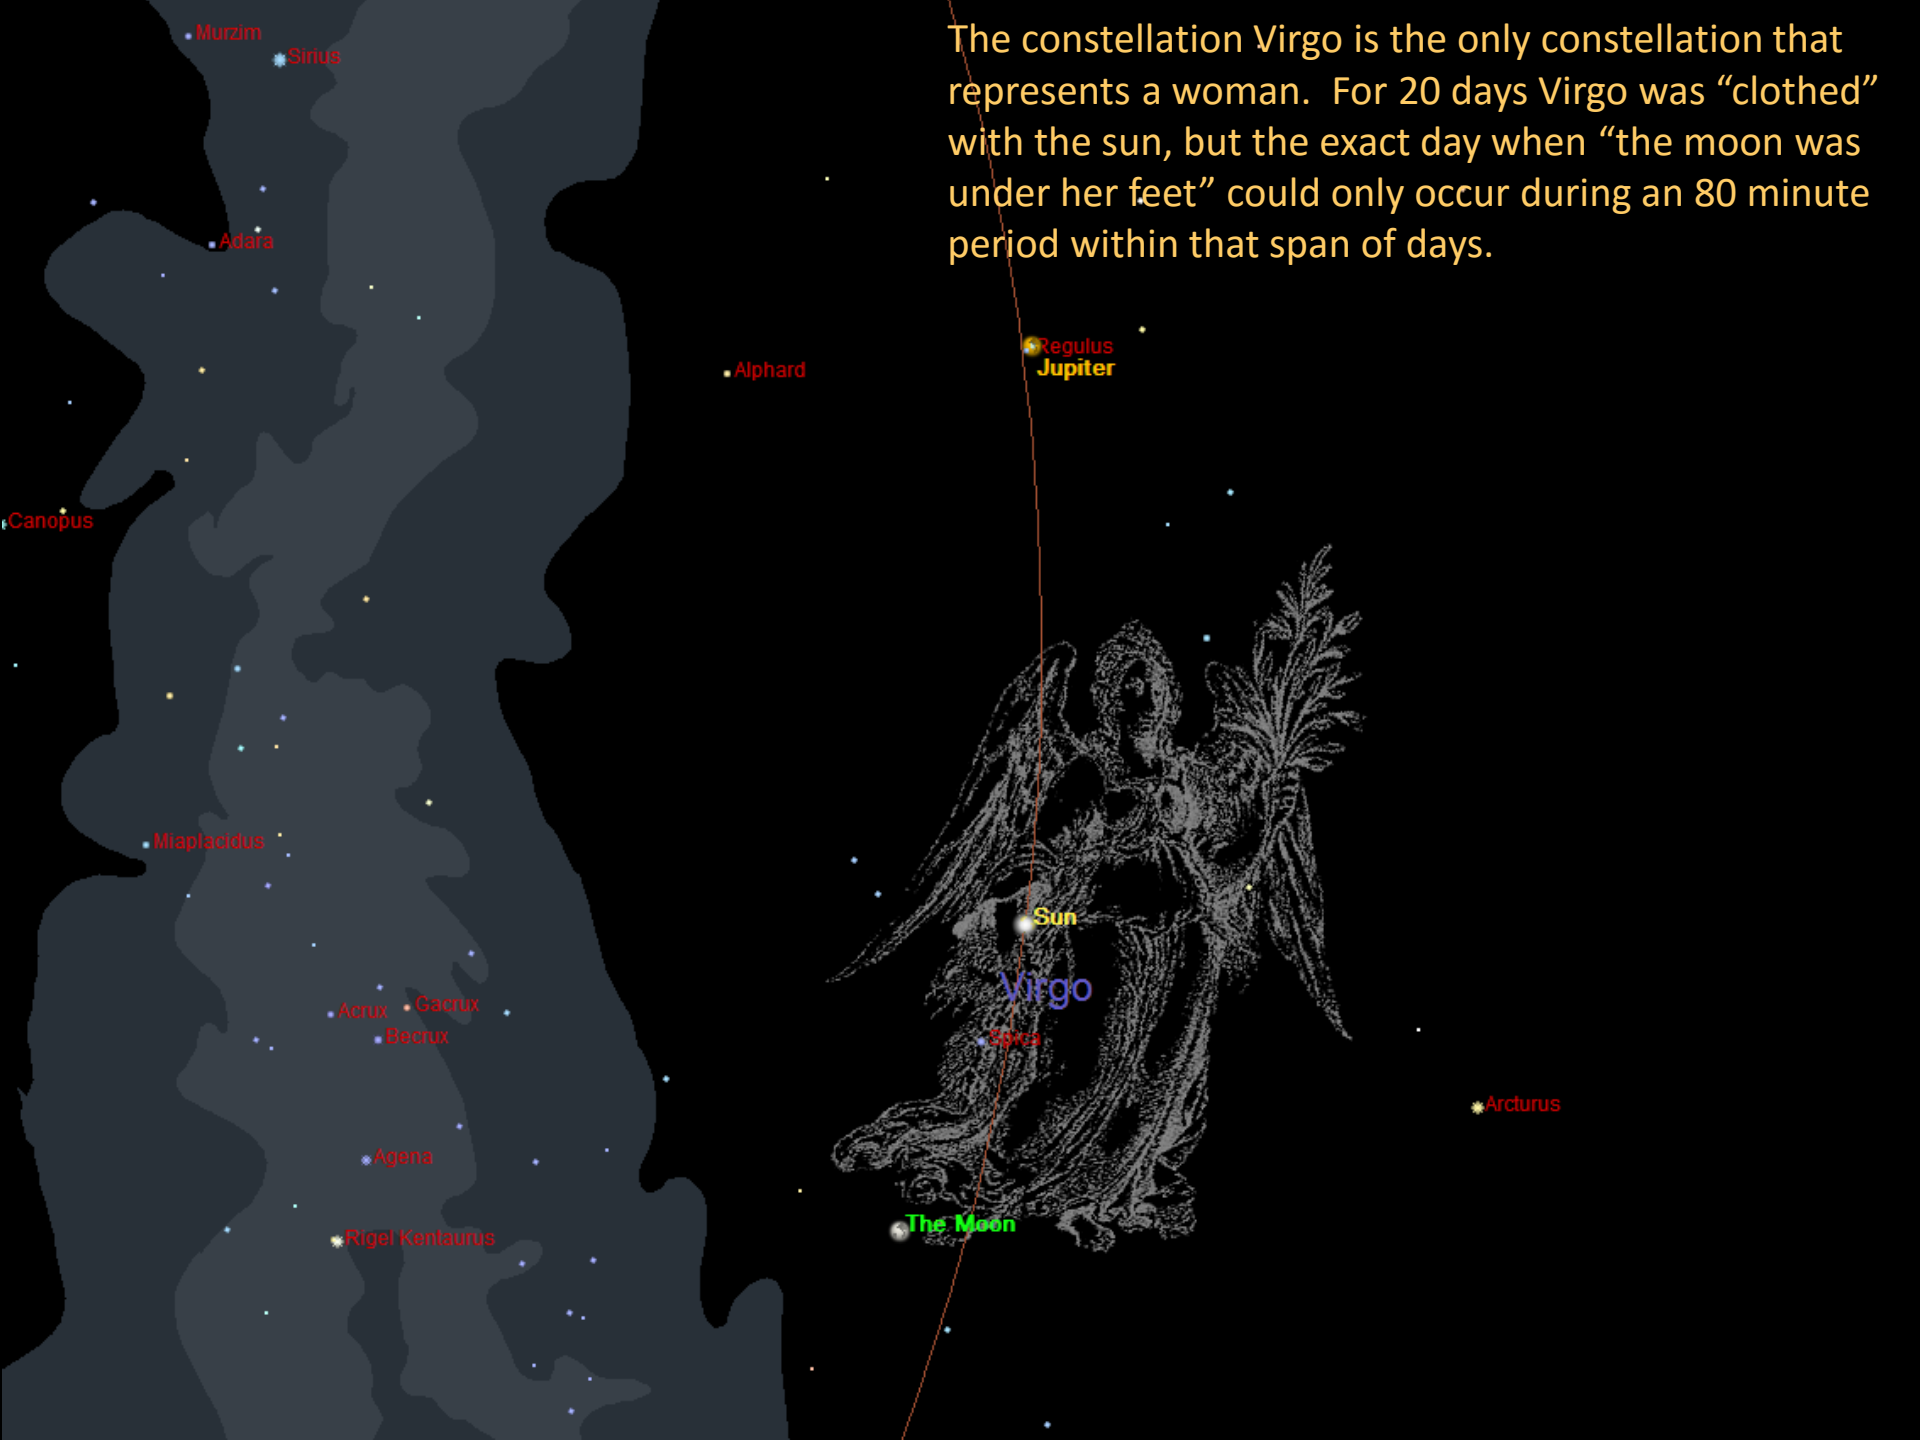 The constellation Virgo is the only constellation that
represents a woman.  For 20 days Virgo was “clothed”
with the sun, but the exact day when “the moon was
under her feet” could only occur during an 80 minute
period within that span of days.
Murzim
Sirius
Adara
Regulus
Jupiter
Alphard
Canopus
Miaplacidus
Sun
Virgo
Acrux
Gacrux
Becrux
Spica
Arcturus
Agena
The Moon
Rigel Kentaurus